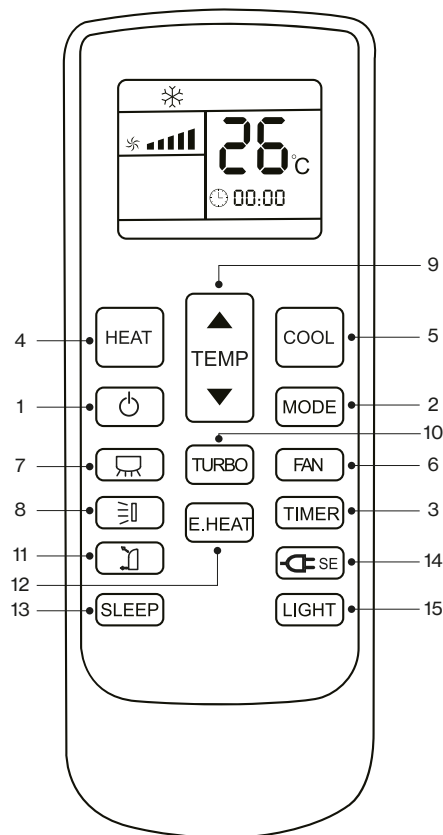 26°C
00:00
9
4 HEAT TEMP COOL 5
1 MODE 2
10
7 TURBO FAN 6
8 E.HEAT TIMER 3
11 SE 14
12
13 SLEEP LIGHT 15